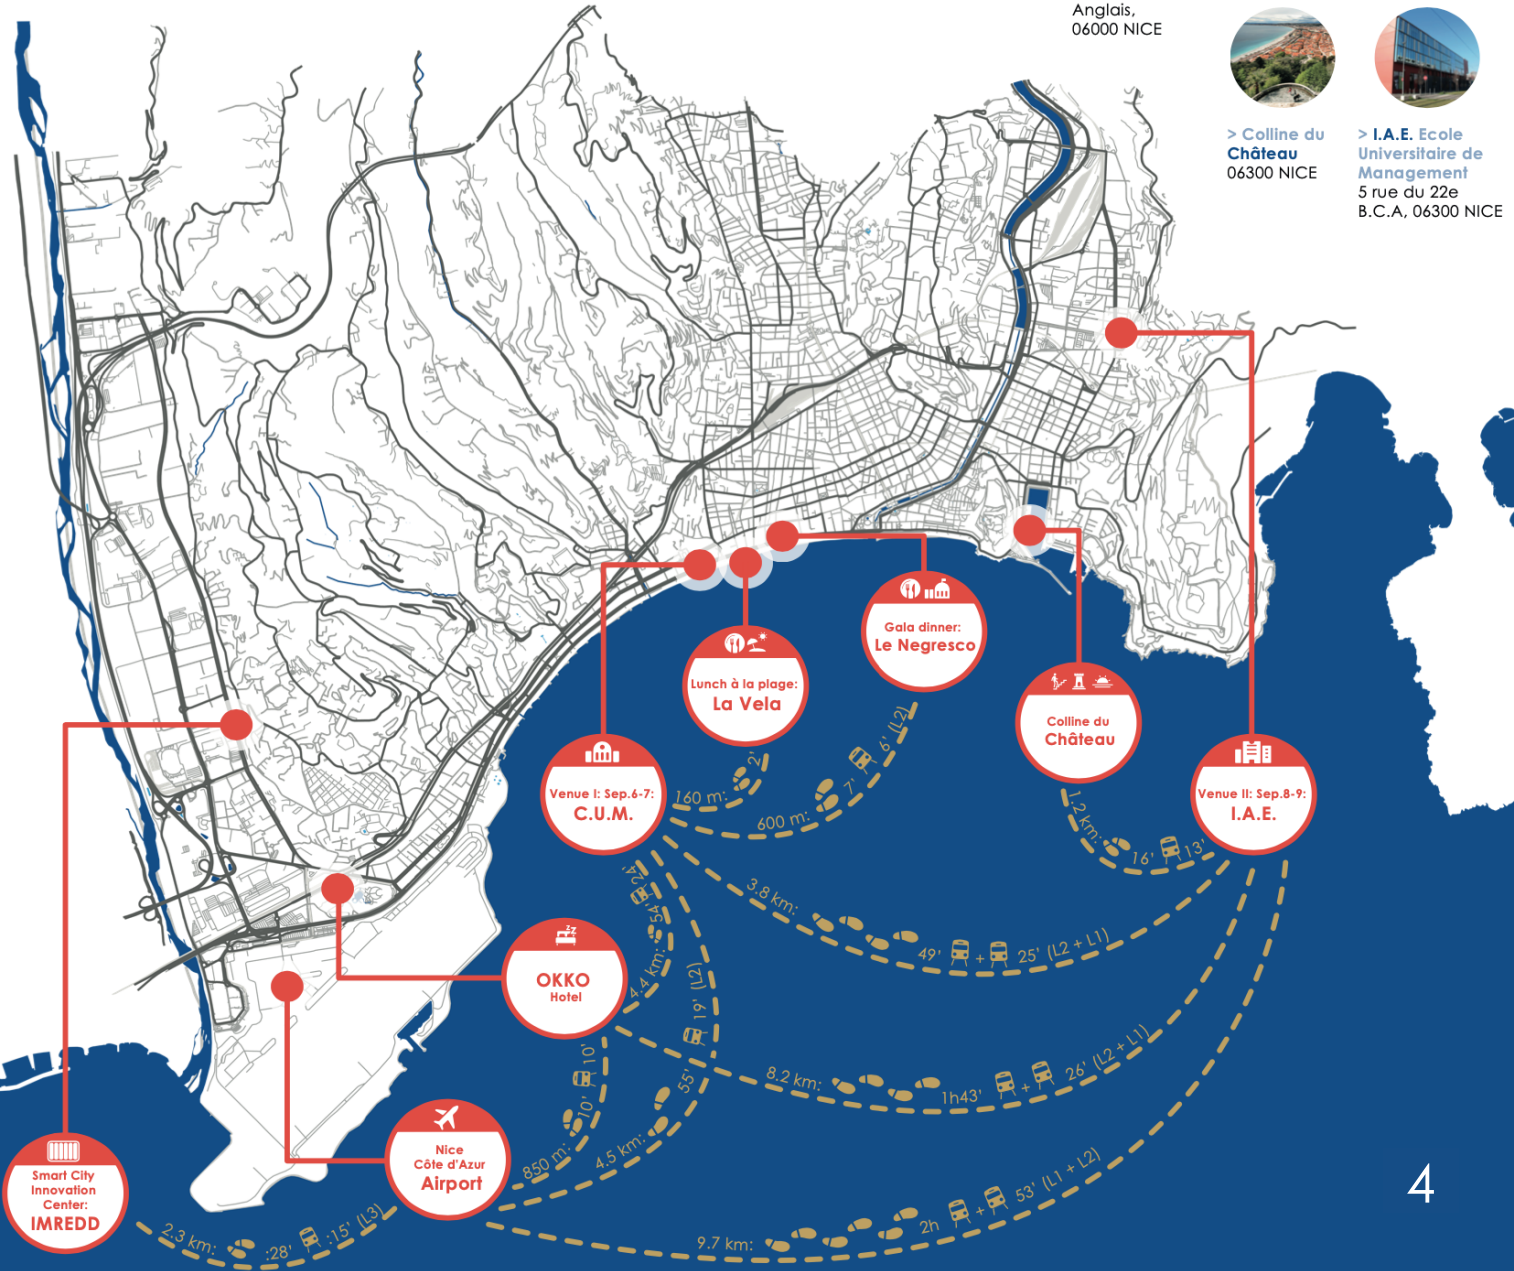 Anglais,
06000 NICE
> Colline du
Château
06300 NICE
> I.A.E. Ecole
Universitaire de
Management
5 rue du 22e
B.C.A, 06300 NICE
Gala dinner:
Le Negresco
Lunch à la plage:
La Vela
Colline du
Château
Venue I: Sep.6-7:
C.U.M.
Venue II: Sep.8-9:
I.A.E.
160 m: 2'
600 m: 7' 6' (L2)
1.2 km: 16' 13'
3.8 km: 49' + 25' (L2 + L1)
4.4 km: 54' 24'
19' (L2)
zz
OKKO
Hotel
8.2 km: 1h43' + 26' (L2 + L1)
850 m: 10' 10'
4.5 km: 55'
Nice
Côte d'Azur
Airport
9.7 km: 2h + 53' (L1 + L2)
Smart City
Innovation
Center:
IMREDD
2.3 km: :28' :15' (L3)
4